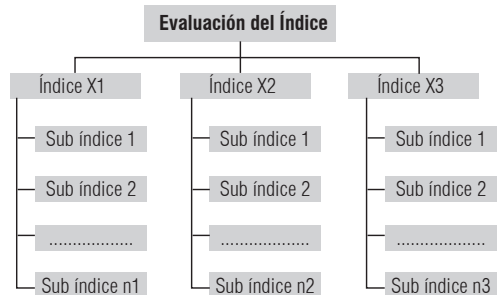 Evaluación del Índice
Índice X1
Sub índice 1
Sub índice 2
..................
Sub índice n1
Índice X2
Sub índice 1
Sub índice 2
...................
Sub índice n2
Índice X3
Sub índice 1
Sub índice 2
...................
Sub índice n3